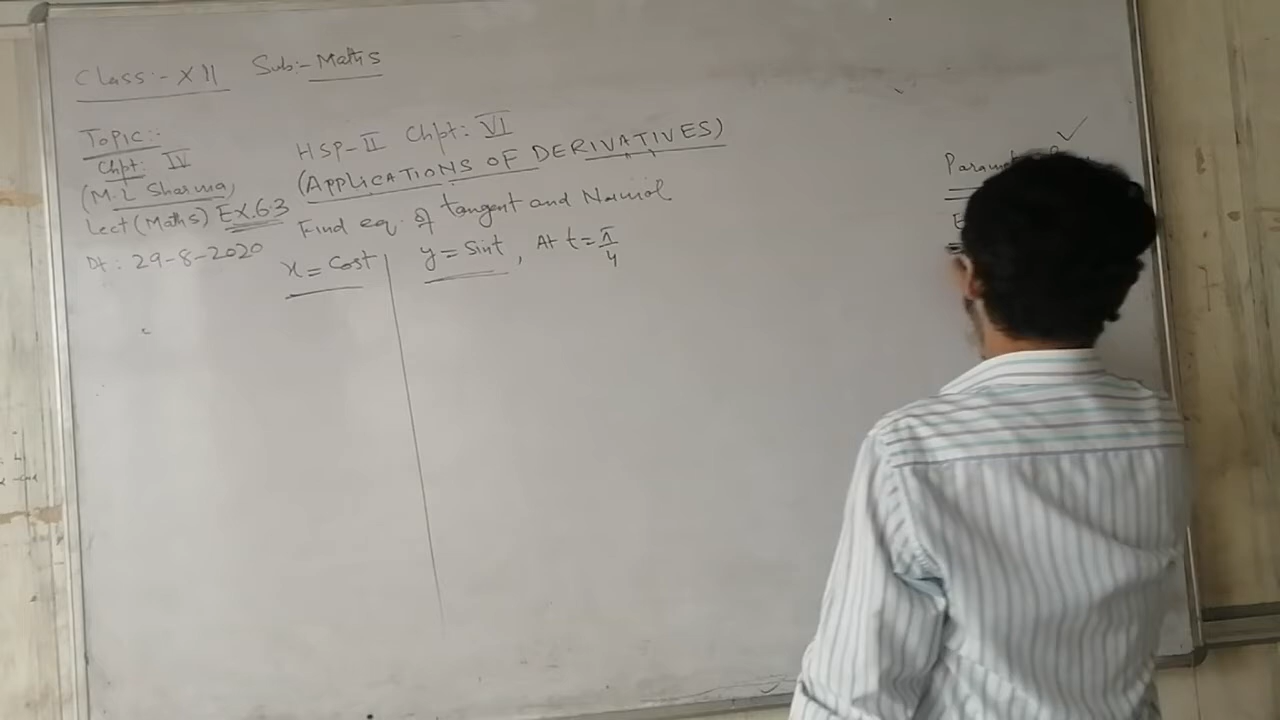 Class:- XII Sub:- Maths
Topic:-
Chpt: IV
(M.L Sharma,
Lect (Maths) EX.6.3
Dt: 29-8-2020
HSP-II Chpt: VI
(APPLICATIONS OF DERIVATIVES)
Find eq. of tangent and Normal
x = Cost y = Sint, At t = π/4